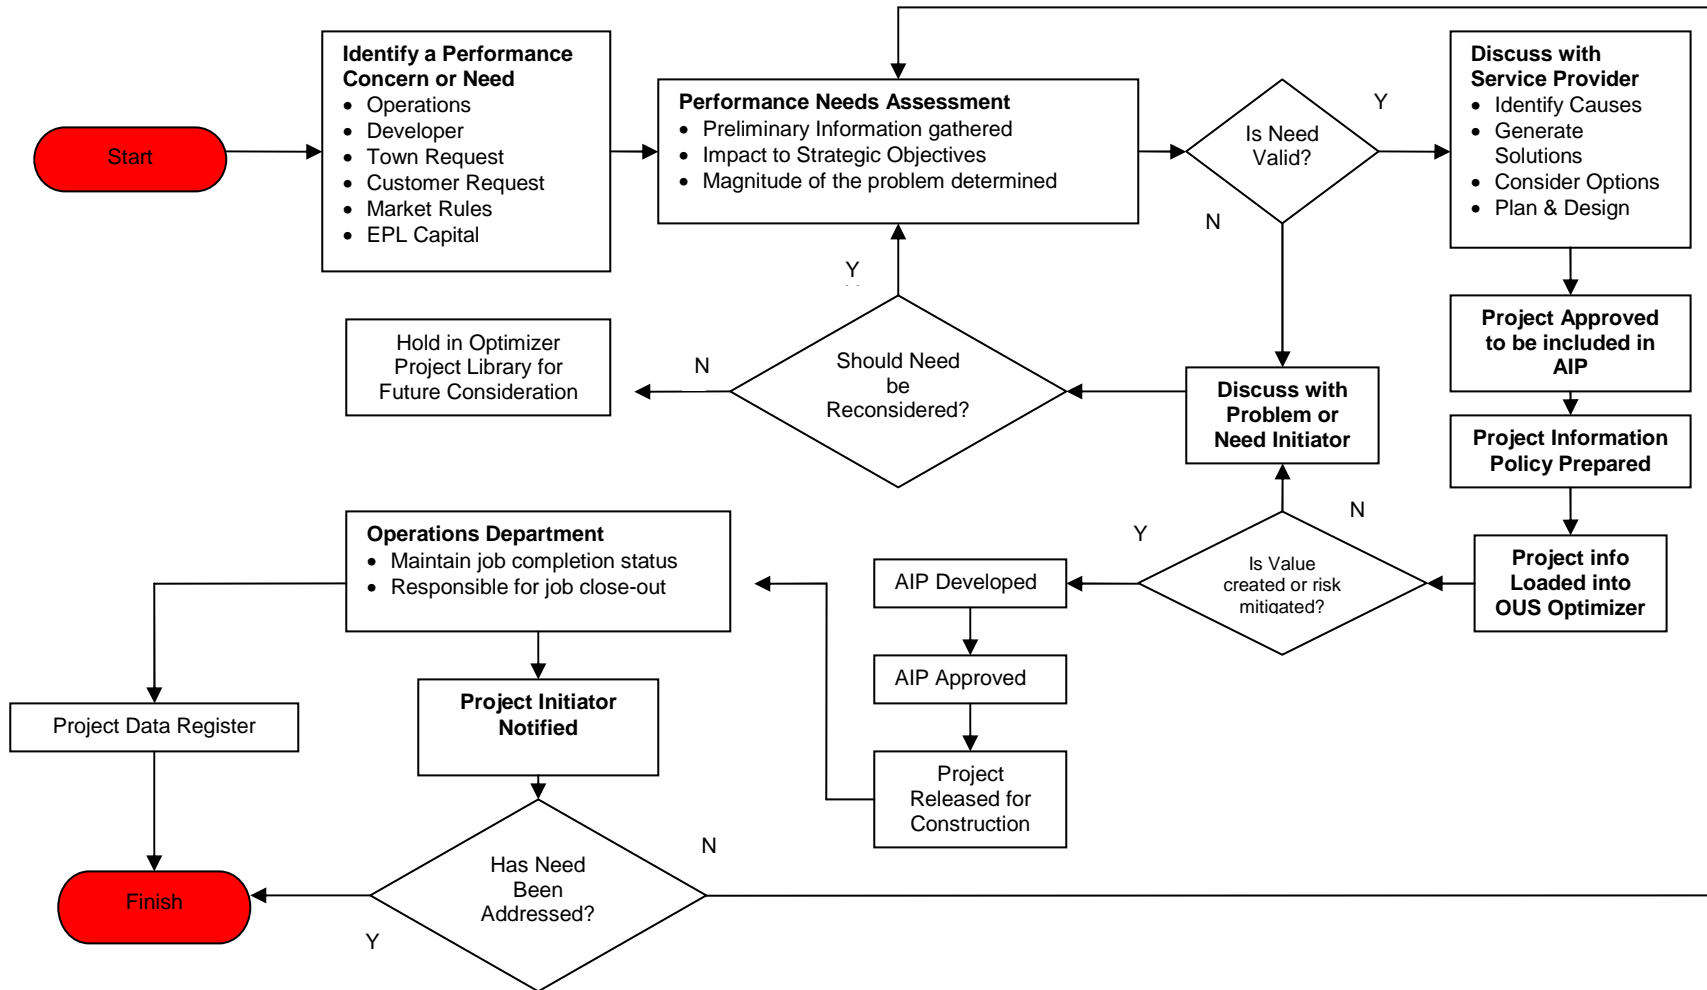 Start
Identify a Performance
Concern or Need
• Operations
• Developer
• Town Request
• Customer Request
• Market Rules
• EPL Capital
Performance Needs Assessment
• Preliminary Information gathered
• Impact to Strategic Objectives
• Magnitude of the problem determined
Is Need
Valid?
Y
N
Discuss with
Service Provider
• Identify Causes
• Generate
Solutions
• Consider Options
• Plan & Design
Project Approved
to be included in
AIP
Project Information
Policy Prepared
Project info
Loaded into
OUS Optimizer
Is Value
created or risk
mitigated?
N
Y
Discuss with
Problem or
Need Initiator
Should Need
be
Reconsidered?
Y
N
Hold in Optimizer
Project Library for
Future Consideration
AIP Developed
AIP Approved
Project
Released for
Construction
Operations Department
• Maintain job completion status
• Responsible for job close-out
Project Initiator
Notified
Project Data Register
Has Need
Been
Addressed?
N
Y
Finish